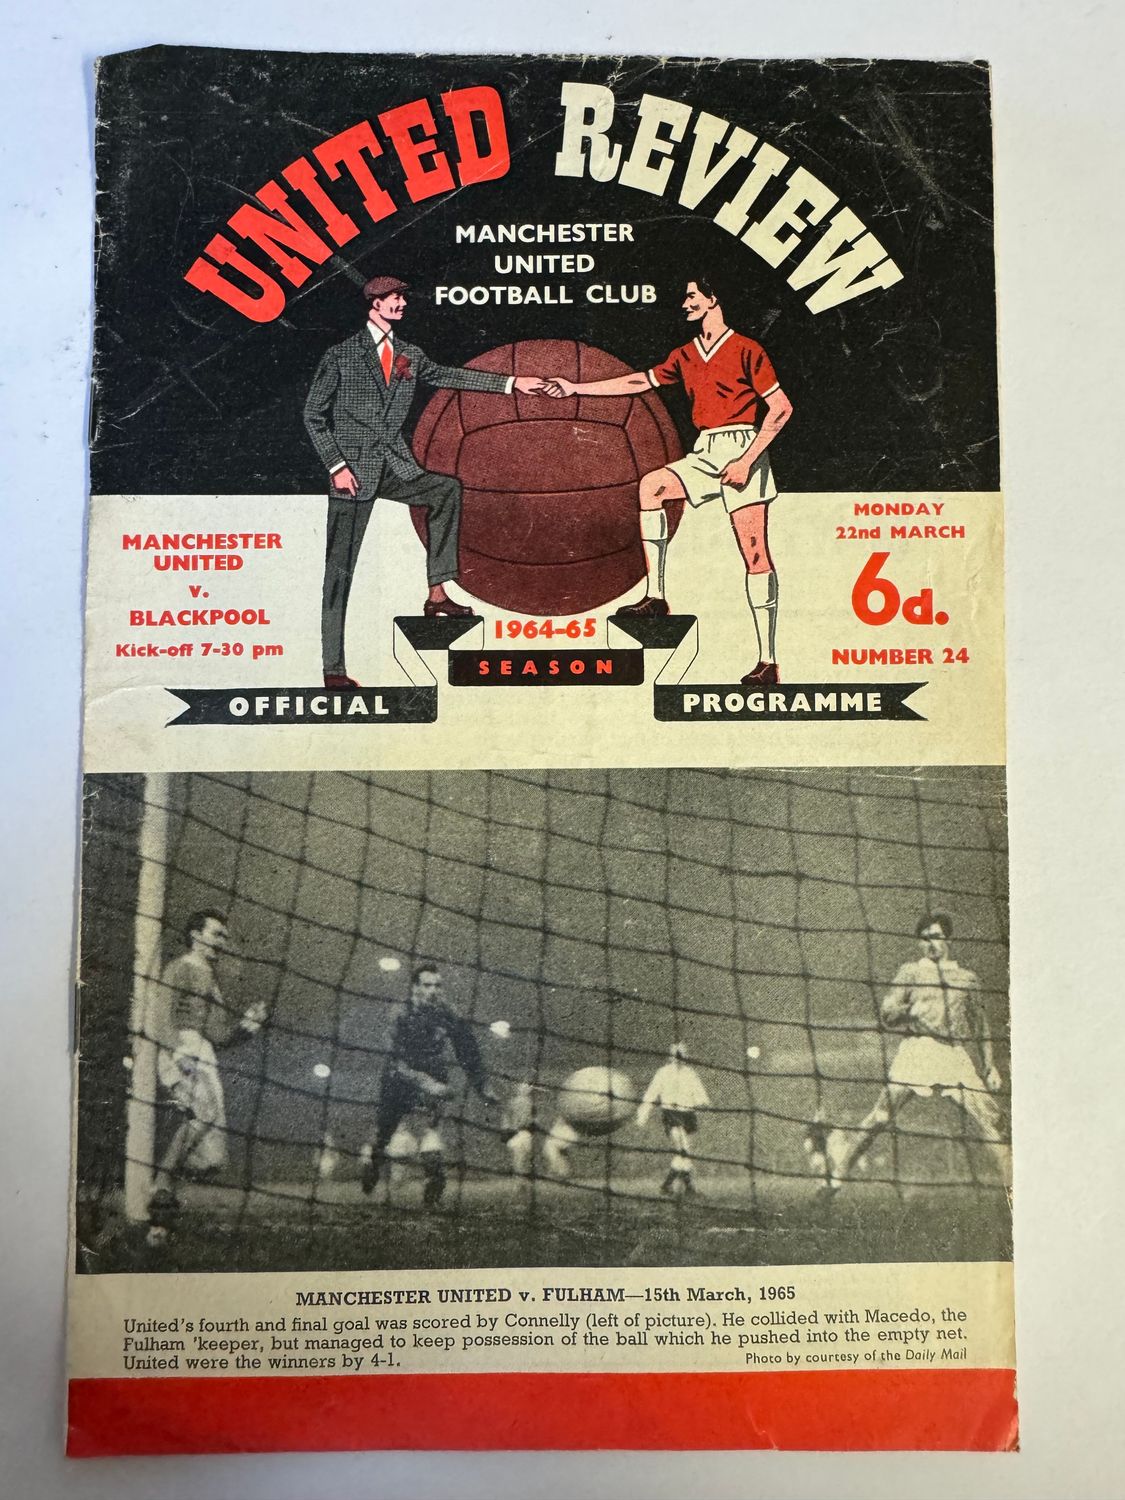 UNITED REVIEW
MANCHESTER
UNITED
FOOTBALL CLUB
MANCHESTER
UNITED
v.
BLACKPOOL
Kick-off 7-30 pm
MONDAY
22nd MARCH
6d.
NUMBER 24
1964-65
SEASON
OFFICIAL
PROGRAMME
MANCHESTER UNITED v. FULHAM—15th March, 1965
United's fourth and final goal was scored by Connelly (left of picture). He collided with Macedo, the
Fulham 'keeper, but managed to keep possession of the ball which he pushed into the empty net.
United were the winners by 4-1.
Photo by courtesy of the Daily Mail